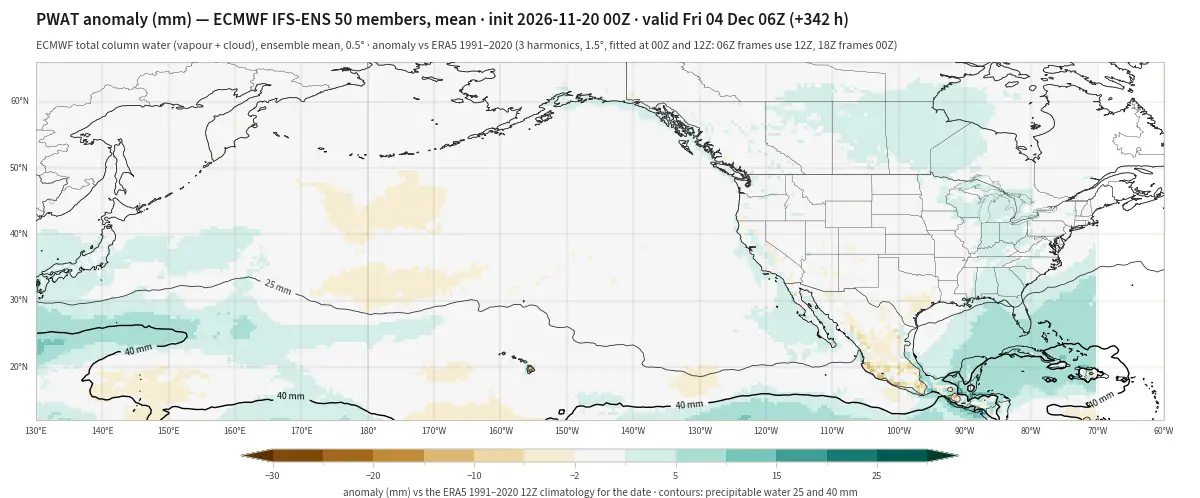 PWAT anomaly (mm) — ECMWF IFS-ENS 50 members, mean · init 2026-11-20 00Z · valid Fri 04 Dec 06Z (+342 h)
ECMWF total column water (vapour + cloud), ensemble mean, 0.5° · anomaly vs ERA5 1991–2020 (3 harmonics, 1.5°, fitted at 00Z and 12Z: 06Z frames use 12Z, 18Z frames 00Z)
60°N
50°N
40°N
30°N
20°N
25 mm
40 mm
40 mm
40 mm
40 mm
130°E 140°E 150°E 160°E 170°E 180° 170°W 160°W 150°W 140°W 130°W 120°W 110°W 100°W 90°W 80°W 70°W 60°W
−30 −20 −10 −2 5 15 25
anomaly (mm) vs the ERA5 1991–2020 12Z climatology for the date · contours: precipitable water 25 and 40 mm